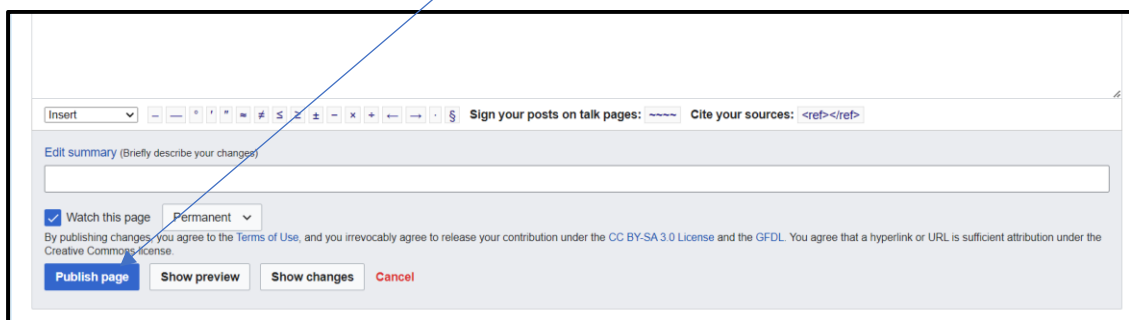 Insert – — ° ′ ″ ≈ ≠ ≤ ≥ ± − × ÷ ← → · § Sign your posts on talk pages: ~~~~ Cite your sources: <ref></ref>
Edit summary (Briefly describe your changes)
Watch this page Permanent
By publishing changes, you agree to the Terms of Use, and you irrevocably agree to release your contribution under the CC BY-SA 3.0 License and the GFDL. You agree that a hyperlink or URL is sufficient attribution under the
Creative Commons license.
Publish page Show preview Show changes Cancel